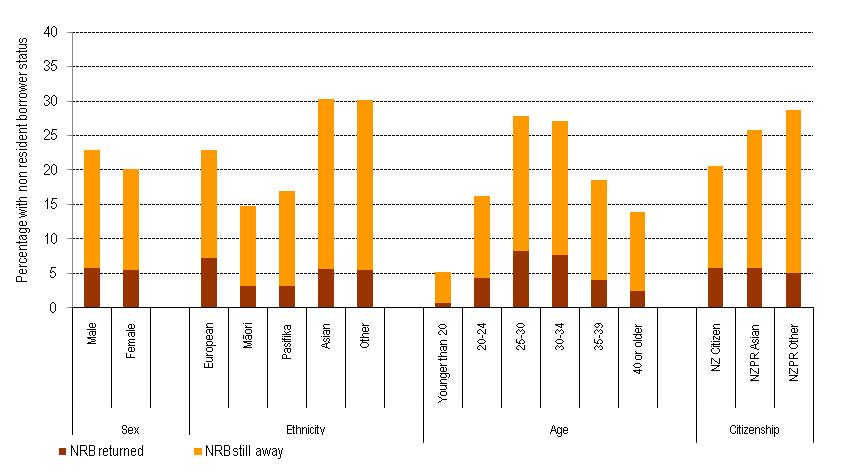 Percentage with non resident borrower status
40
35
30
25
20
15
10
5
0
Male
Female
European
Māori
Pasifika
Asian
Other
Younger than 20
20-24
25-30
30-34
35-39
40 or older
NZ Citizen
NZPR Asian
NZPR Other
Sex
Ethnicity
Age
Citizenship
NRB returned
NRB still away